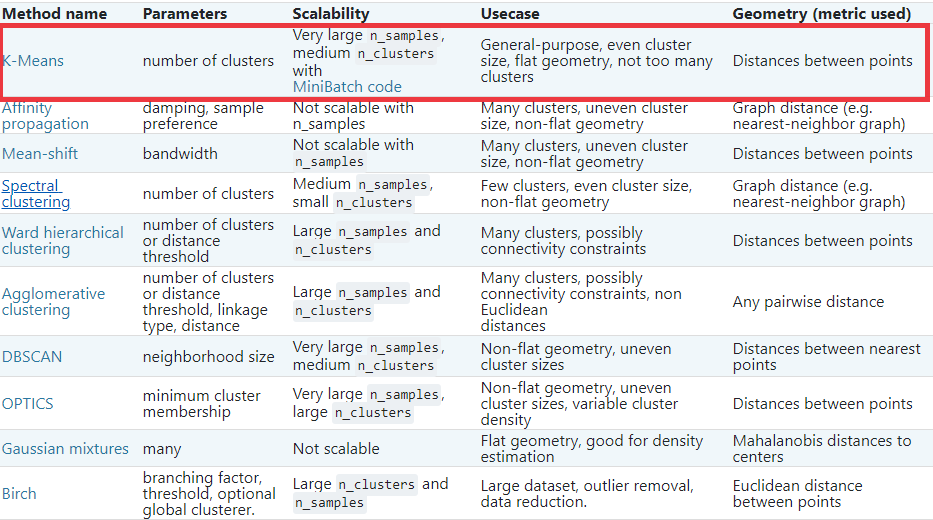 Method name Parameters Scalability Usecase Geometry (metric used)
K-Means
number of clusters
Very large n_samples,
medium n_clusters
with
MiniBatch code
General-purpose, even cluster
size, flat geometry, not too many
clusters
Distances between points
Affinity
propagation
damping, sample
preference
Not scalable with
n_samples
Many clusters, uneven cluster
size, non-flat geometry
Graph distance (e.g.
nearest-neighbor graph)
Mean-shift
bandwidth
Not scalable with
n_samples
Many clusters, uneven cluster
size, non-flat geometry
Distances between points
Spectral
clustering
number of clusters
Medium n_samples,
small n_clusters
Few clusters, even cluster size,
non-flat geometry
Graph distance (e.g.
nearest-neighbor graph)
Ward hierarchical
clustering
number of clusters
or distance
threshold
Large n_samples and
n_clusters
Many clusters, possibly
connectivity constraints
Distances between points
Agglomerative
clustering
number of clusters
or distance
threshold, linkage
type, distance
Large n_samples and
n_clusters
Many clusters, possibly
connectivity constraints, non
Euclidean
distances
Any pairwise distance
DBSCAN
neighborhood size
Very large n_samples,
medium n_clusters
Non-flat geometry, uneven
cluster sizes
Distances between nearest
points
OPTICS
minimum cluster
membership
Very large n_samples,
large n_clusters
Non-flat geometry, uneven
cluster sizes, variable cluster
density
Distances between points
Gaussian mixtures
many
Not scalable
Flat geometry, good for density
estimation
Mahalanobis distances to
centers
Birch
branching factor,
threshold, optional
global clusterer.
Large n_clusters and
n_samples
Large dataset, outlier removal,
data reduction.
Euclidean distance
between points